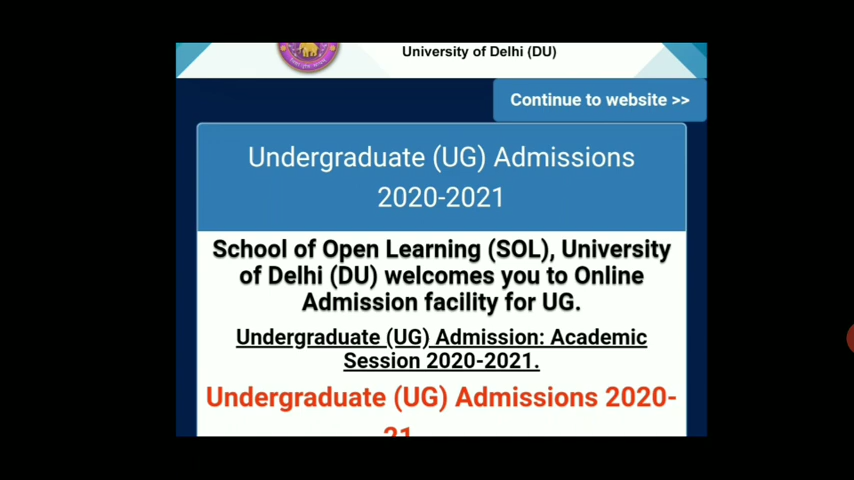 University of Delhi (DU)
Continue to website >>
Undergraduate (UG) Admissions
2020-2021
School of Open Learning (SOL), University
of Delhi (DU) welcomes you to Online
Admission facility for UG.
Undergraduate (UG) Admission: Academic
Session 2020-2021.
Undergraduate (UG) Admissions 2020-
21